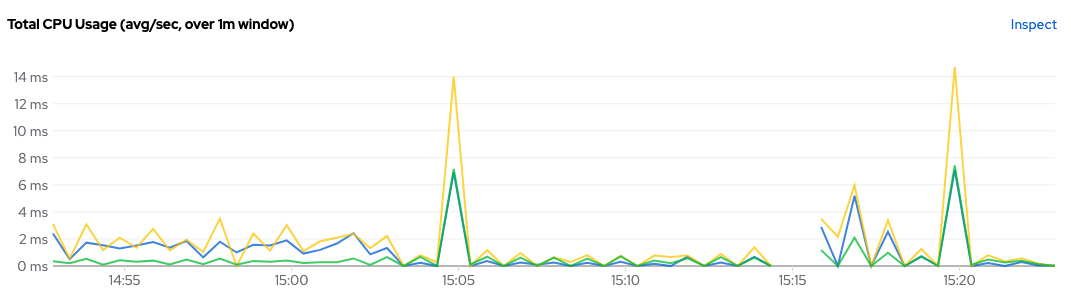 Total CPU Usage (avg/sec, over 1m window)
Inspect
14 ms
12 ms
10 ms
8 ms
6 ms
4 ms
2 ms
0 ms
14:55
15:00
15:05
15:10
15:15
15:20